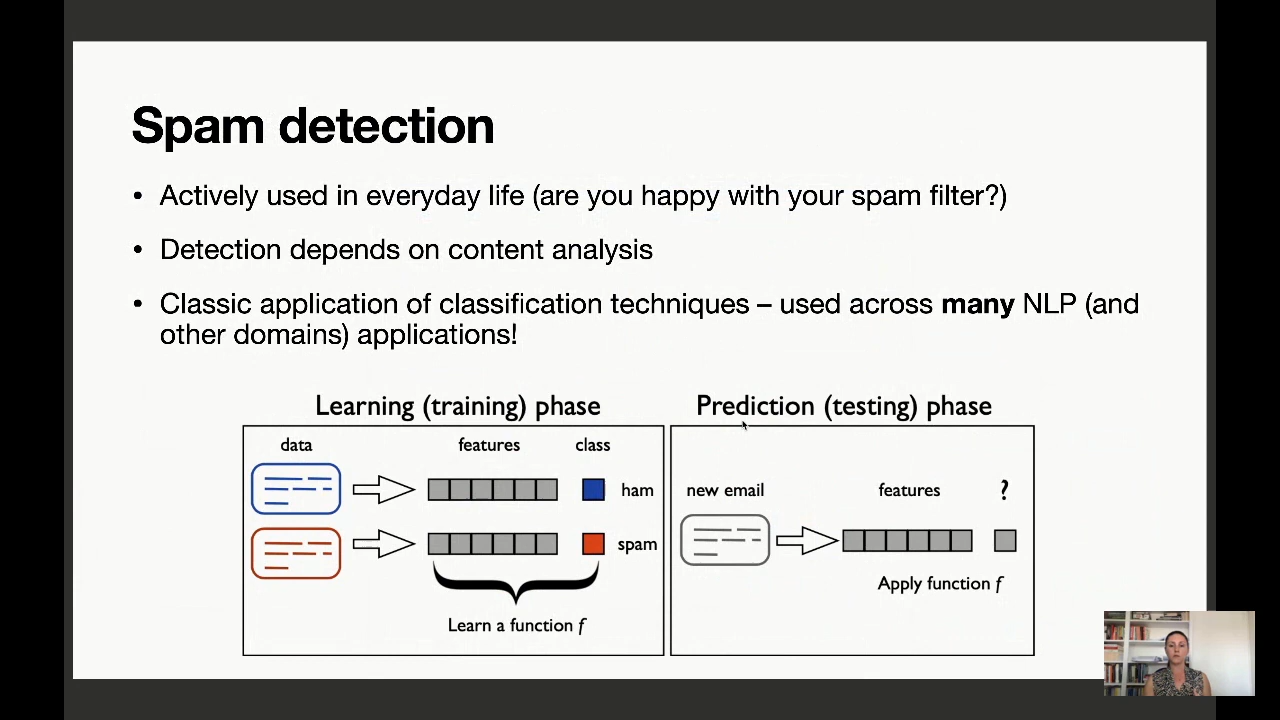 Spam detection
• Actively used in everyday life (are you happy with your spam filter?)
• Detection depends on content analysis
• Classic application of classification techniques – used across many NLP (and
other domains) applications!
Learning (training) phase
data features class
ham
spam
Learn a function f
Prediction (testing) phase
new email features ?
Apply function f